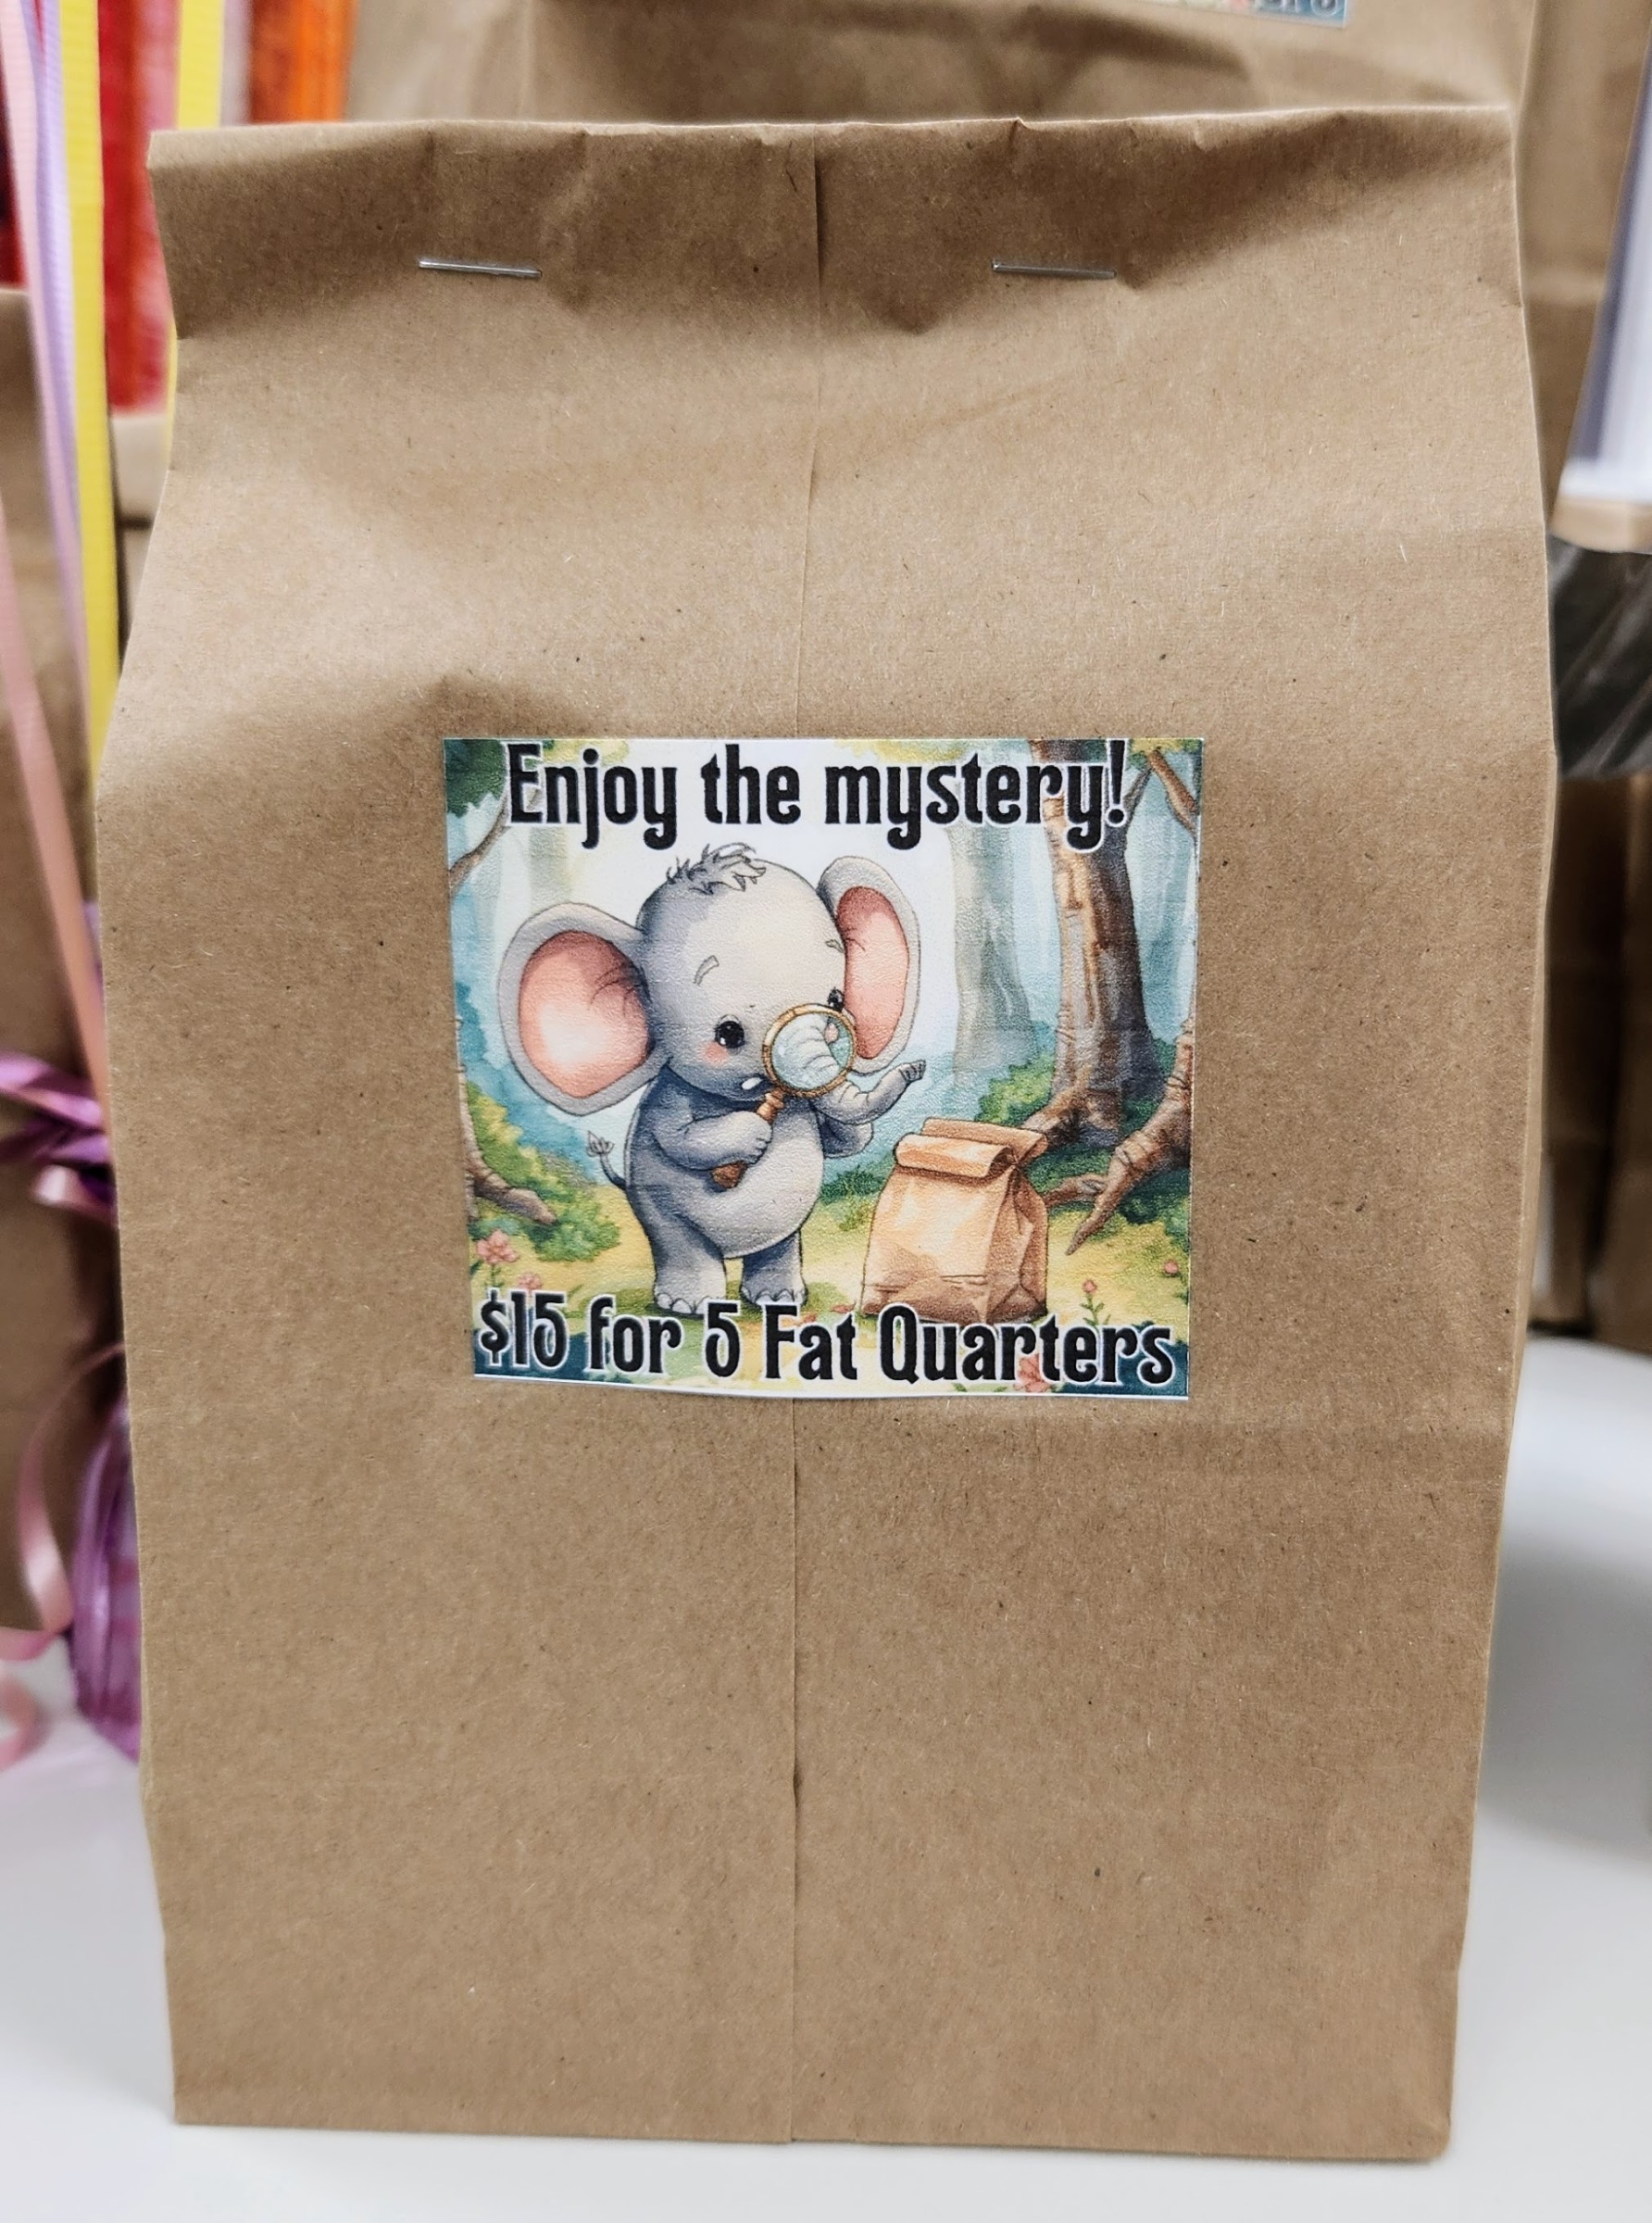 Enjoy the mystery!
$15 for 5 Fat Quarters